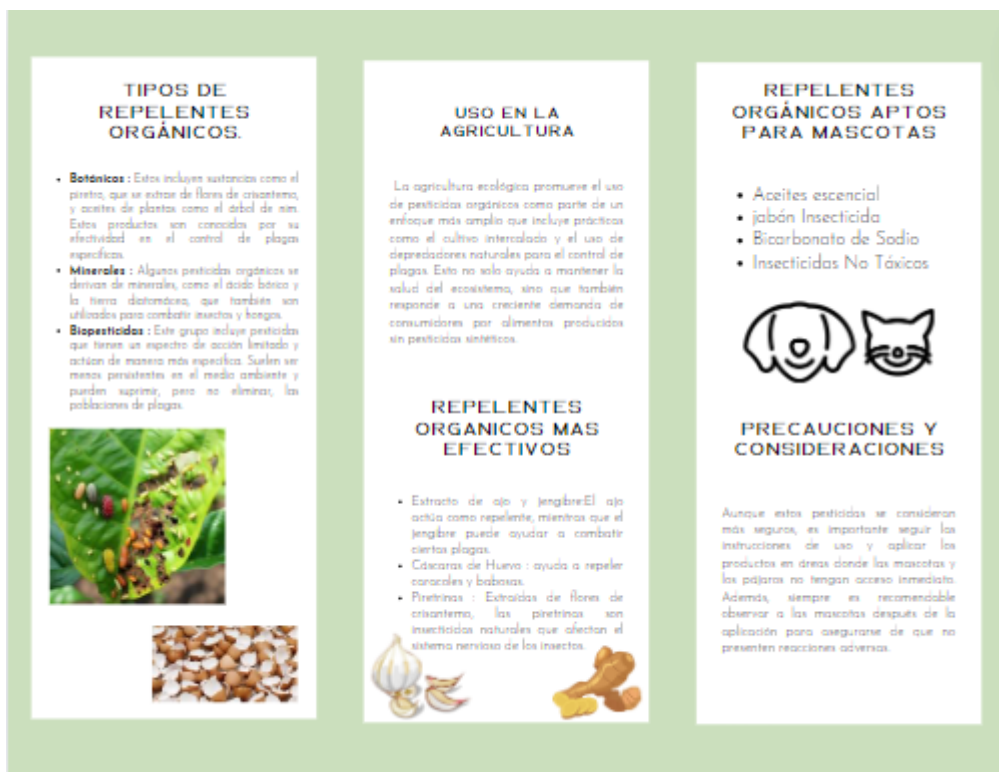 TIPOS DE
REPELENTES
ORGÁNICOS.
• Botánicos : Estos incluyen sustancias como el
piretro, que se extrae de flores de crisantemo,
y aceites de plantas como el árbol de nim.
Estos productos son conocidos por su
efectividad en el control de plagas
específicas.
• Minerales : Algunos pesticidas orgánicos se
derivan de minerales, como el ácido bórico y
la tierra diatomácea, que también son
utilizados para combatir insectos y hongos.
• Biopesticidas : Este grupo incluye pesticidas
que tienen un espectro de acción limitado y
actúan de manera más específica. Suelen ser
menos persistentes en el medio ambiente y
pueden suprimir, pero no eliminar, las
poblaciones de plagas.
USO EN LA
AGRICULTURA
La agricultura ecológica promueve el uso
de pesticidas orgánicos como parte de un
enfoque más amplio que incluye prácticas
como el cultivo intercalado y el uso de
depredadores naturales para el control de
plagas. Esto no solo ayuda a mantener la
salud del ecosistema, sino que también
responde a una creciente demanda de
consumidores por alimentos producidos
sin pesticidas sintéticos.
REPELENTES
ORGANICOS MAS
EFECTIVOS
• Extracto de ajo y jengibre:El ajo
actúa como repelente, mientras que el
jengibre puede ayudar a combatir
ciertas plagas.
• Cáscaras de Huevo : ayuda a repeler
caracoles y babosas.
• Piretrinas : Extraídas de flores de
crisantemo, las piretrinas son
insecticidas naturales que afectan el
sistema nervioso de los insectos.
REPELENTES
ORGÁNICOS APTOS
PARA MASCOTAS
• Aceites escencial
• jabón Insecticida
• Bicarbonato de Sodio
• Insecticidas No Tóxicos
PRECAUCIONES Y
CONSIDERACIONES
Aunque estos pesticidas se consideran
más seguros, es importante seguir las
instrucciones de uso y aplicar los
productos en áreas donde las mascotas y
los pájaros no tengan acceso inmediato.
Además, siempre es recomendable
observar a las mascotas después de la
aplicación para asegurarse de que no
presenten reacciones adversas.